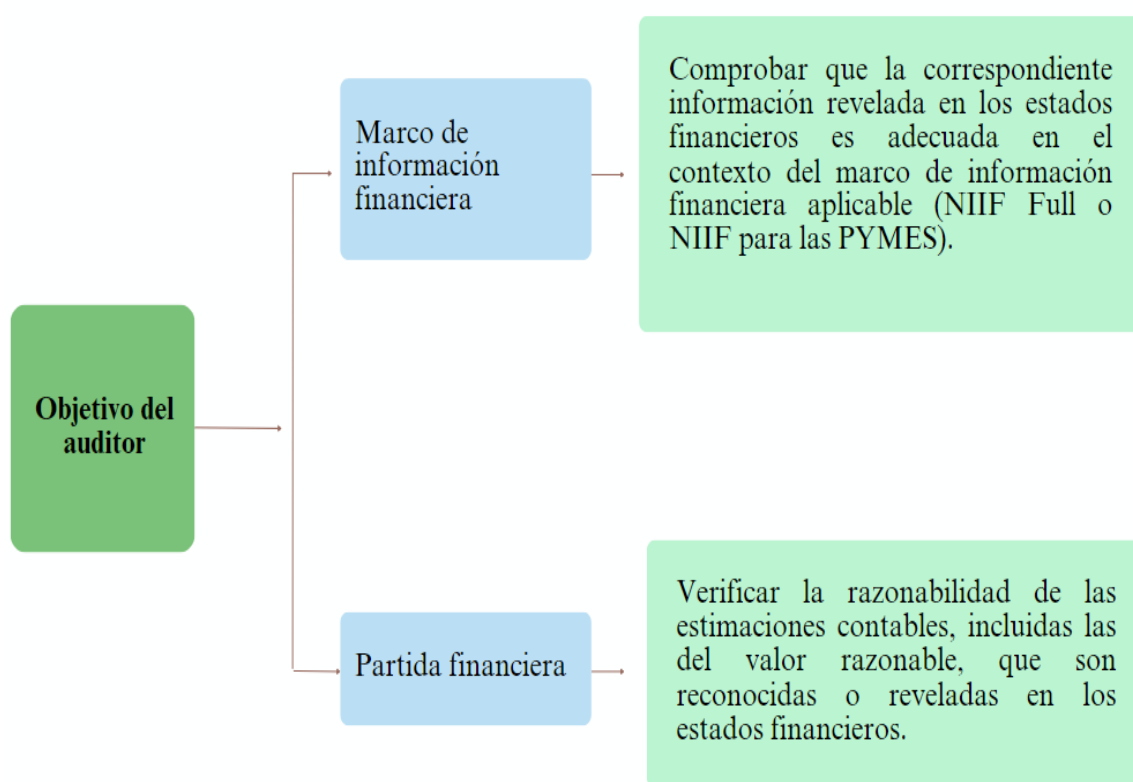 Objetivo del
auditor
Marco de
información
financiera
Comprobar que la correspondiente
información revelada en los estados
financieros es adecuada en el
contexto del marco de información
financiera aplicable (NIIF Full o
NIIF para las PYMES).
Partida financiera
Verificar la razonabilidad de las
estimaciones contables, incluidas las
del valor razonable, que son
reconocidas o reveladas en los
estados financieros.